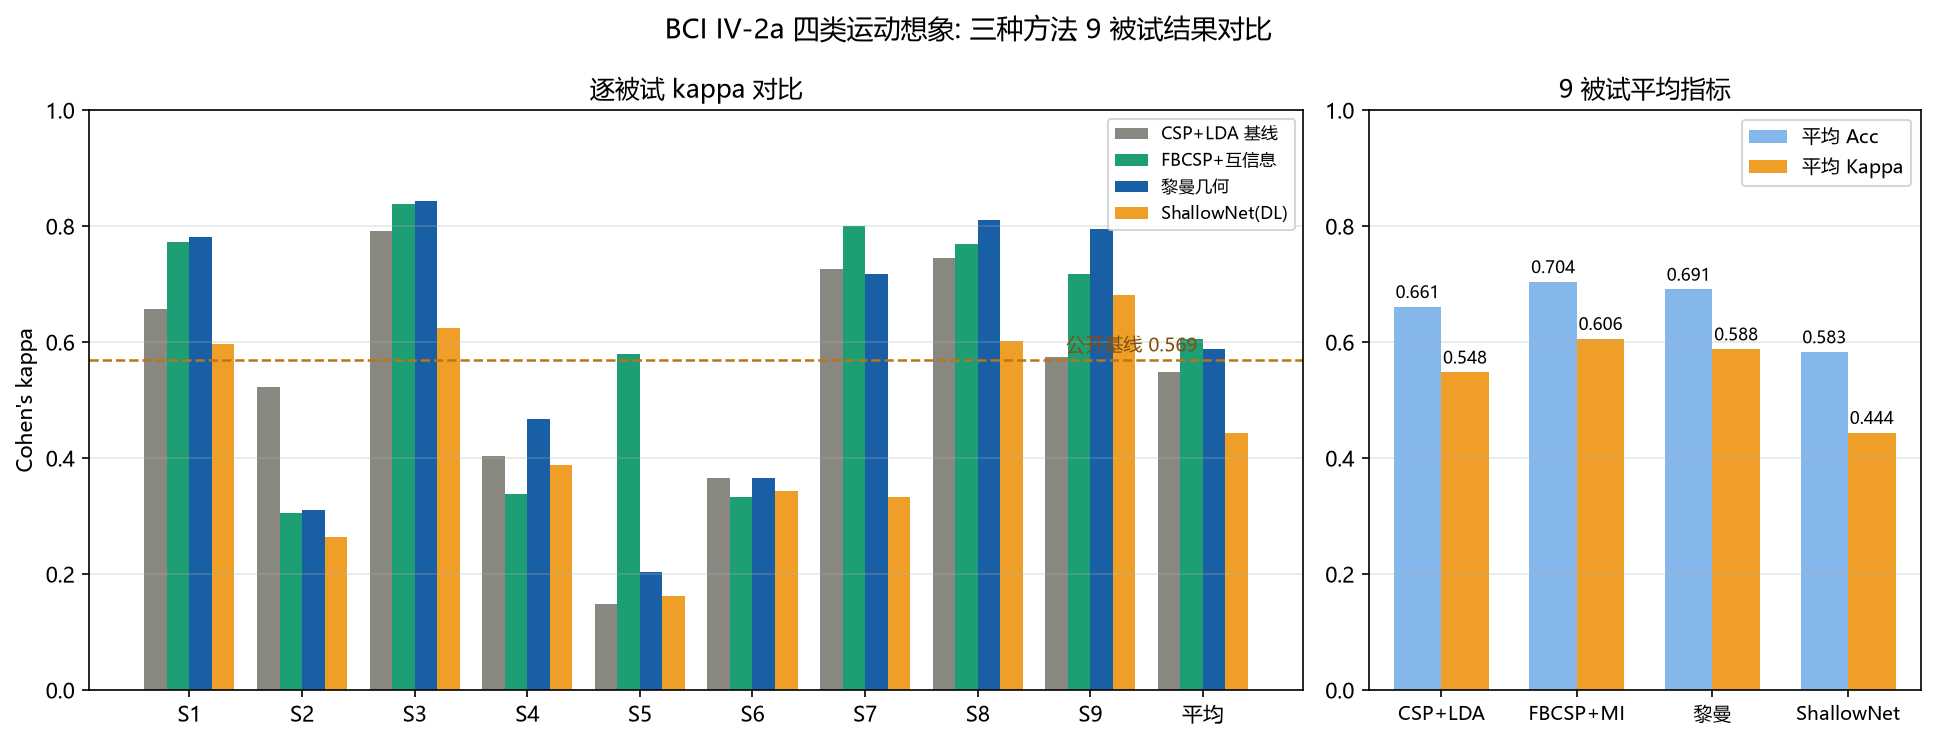 BCI IV-2a 四类运动想象: 三种方法 9 被试结果对比
逐被试 kappa 对比
Cohen's kappa
1.0
0.8
0.6
0.4
0.2
0.0
CSP+LDA 基线
FBCSP+互信息
黎曼几何
ShallowNet(DL)
公开基线 0.569
S1 S2 S3 S4 S5 S6 S7 S8 S9 平均
9 被试平均指标
1.0
0.8
0.6
0.4
0.2
0.0
平均 Acc
平均 Kappa
0.661
0.548
0.704
0.606
0.691
0.588
0.583
0.444
CSP+LDA FBCSP+MI 黎曼 ShallowNet